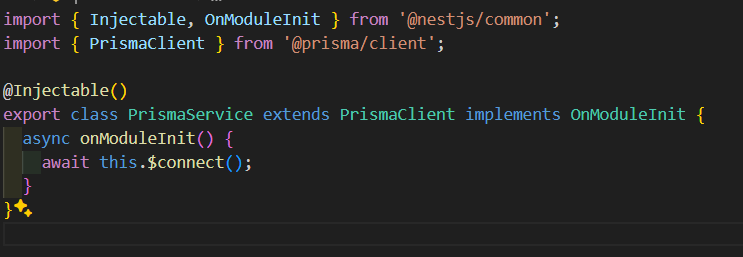 import { Injectable, OnModuleInit } from '@nestjs/common';
import { PrismaClient } from '@prisma/client';
@Injectable()
export class PrismaService extends PrismaClient implements OnModuleInit {
async onModuleInit() {
await this.$connect();
}
}